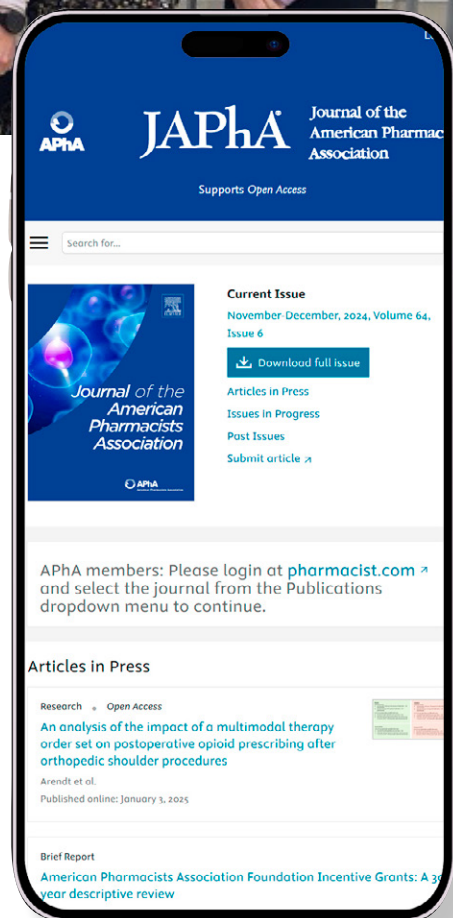 APhA
JAPhA
Journal of the
American Pharmac
Association
Supports Open Access
Search for...
Journal of the
American
Pharmacists
Association
APhA
Current Issue
November-December, 2024, Volume 64,
Issue 6
Download full issue
Articles in Press
Issues in Progress
Past Issues
Submit article
APhA members: Please login at pharmacist.com
and select the journal from the Publications
dropdown menu to continue.
Articles in Press
Research Open Access
An analysis of the impact of a multimodal therapy
order set on postoperative opioid prescribing after
orthopedic shoulder procedures
Arendt et al.
Published online: January 3, 2025
Brief Report
American Pharmacists Association Foundation Incentive Grants: A 30
year descriptive review